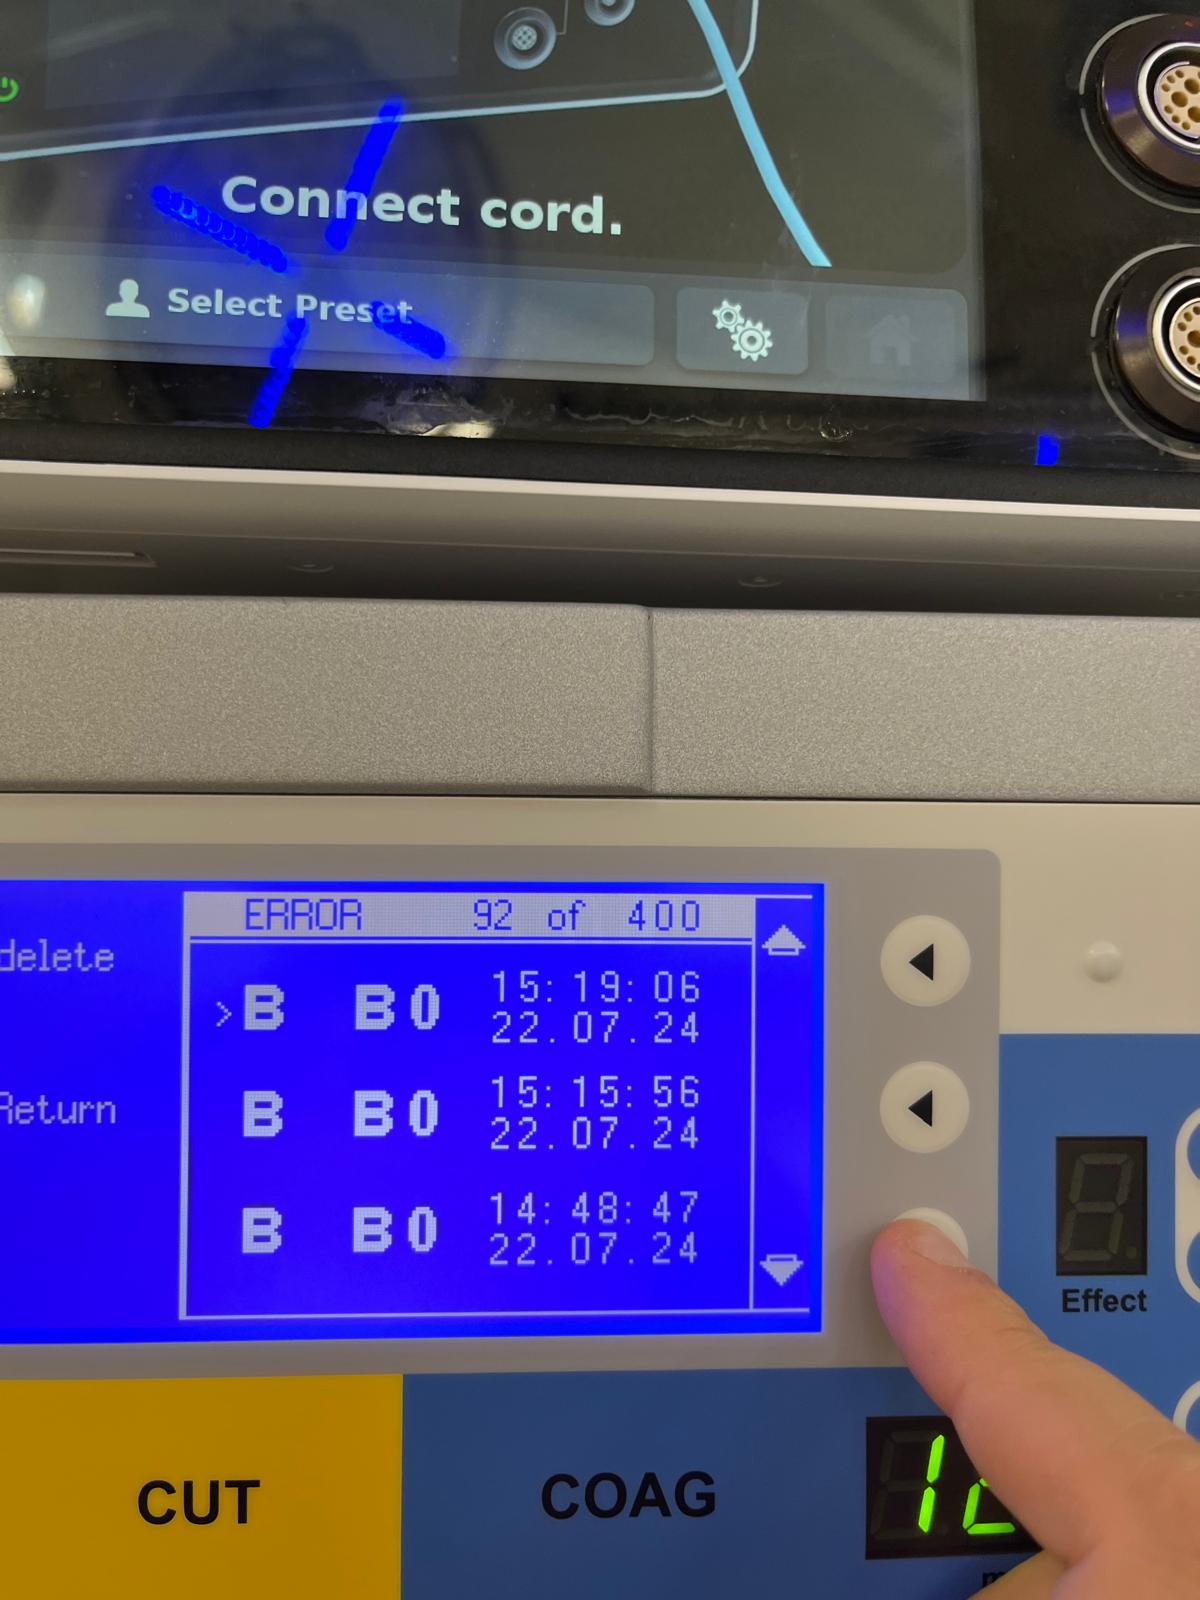 Connect cord.
Select Preset
ERROR 92 of 400
delete
>B B0 15:19:06
22.07.24
Return
B B0 15:15:56
22.07.24
B B0 14:48:47
22.07.24
Effect
CUT
COAG